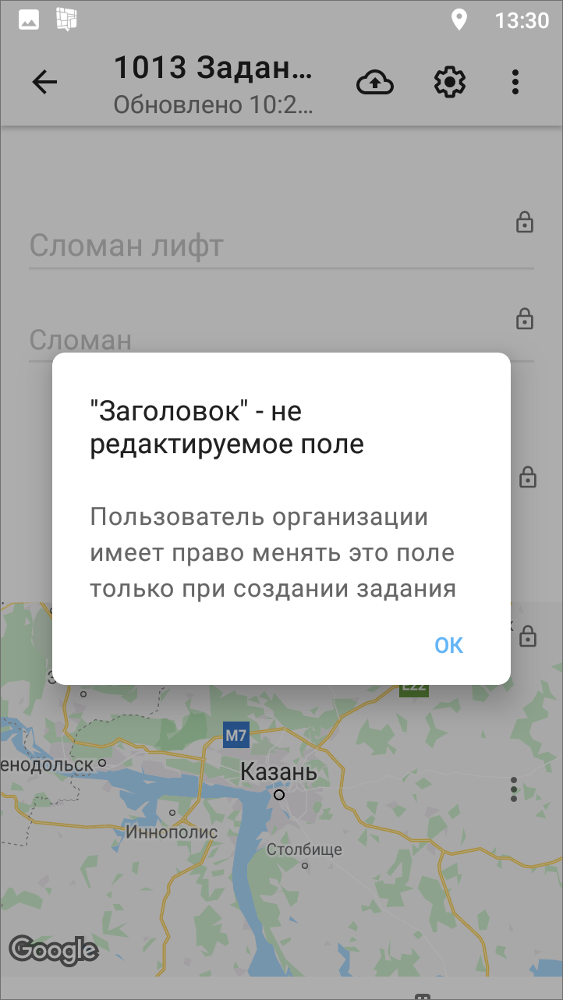 13:30
1013 Задан...
Обновлено 10:2...
Сломан лифт
Сломан
"Заголовок" - не
редактируемое поле
Пользователь организации
имеет право менять это поле
только при создании задания
ОК
E22
M7
енодольск
Казань
Иннополис
Столбище
Google